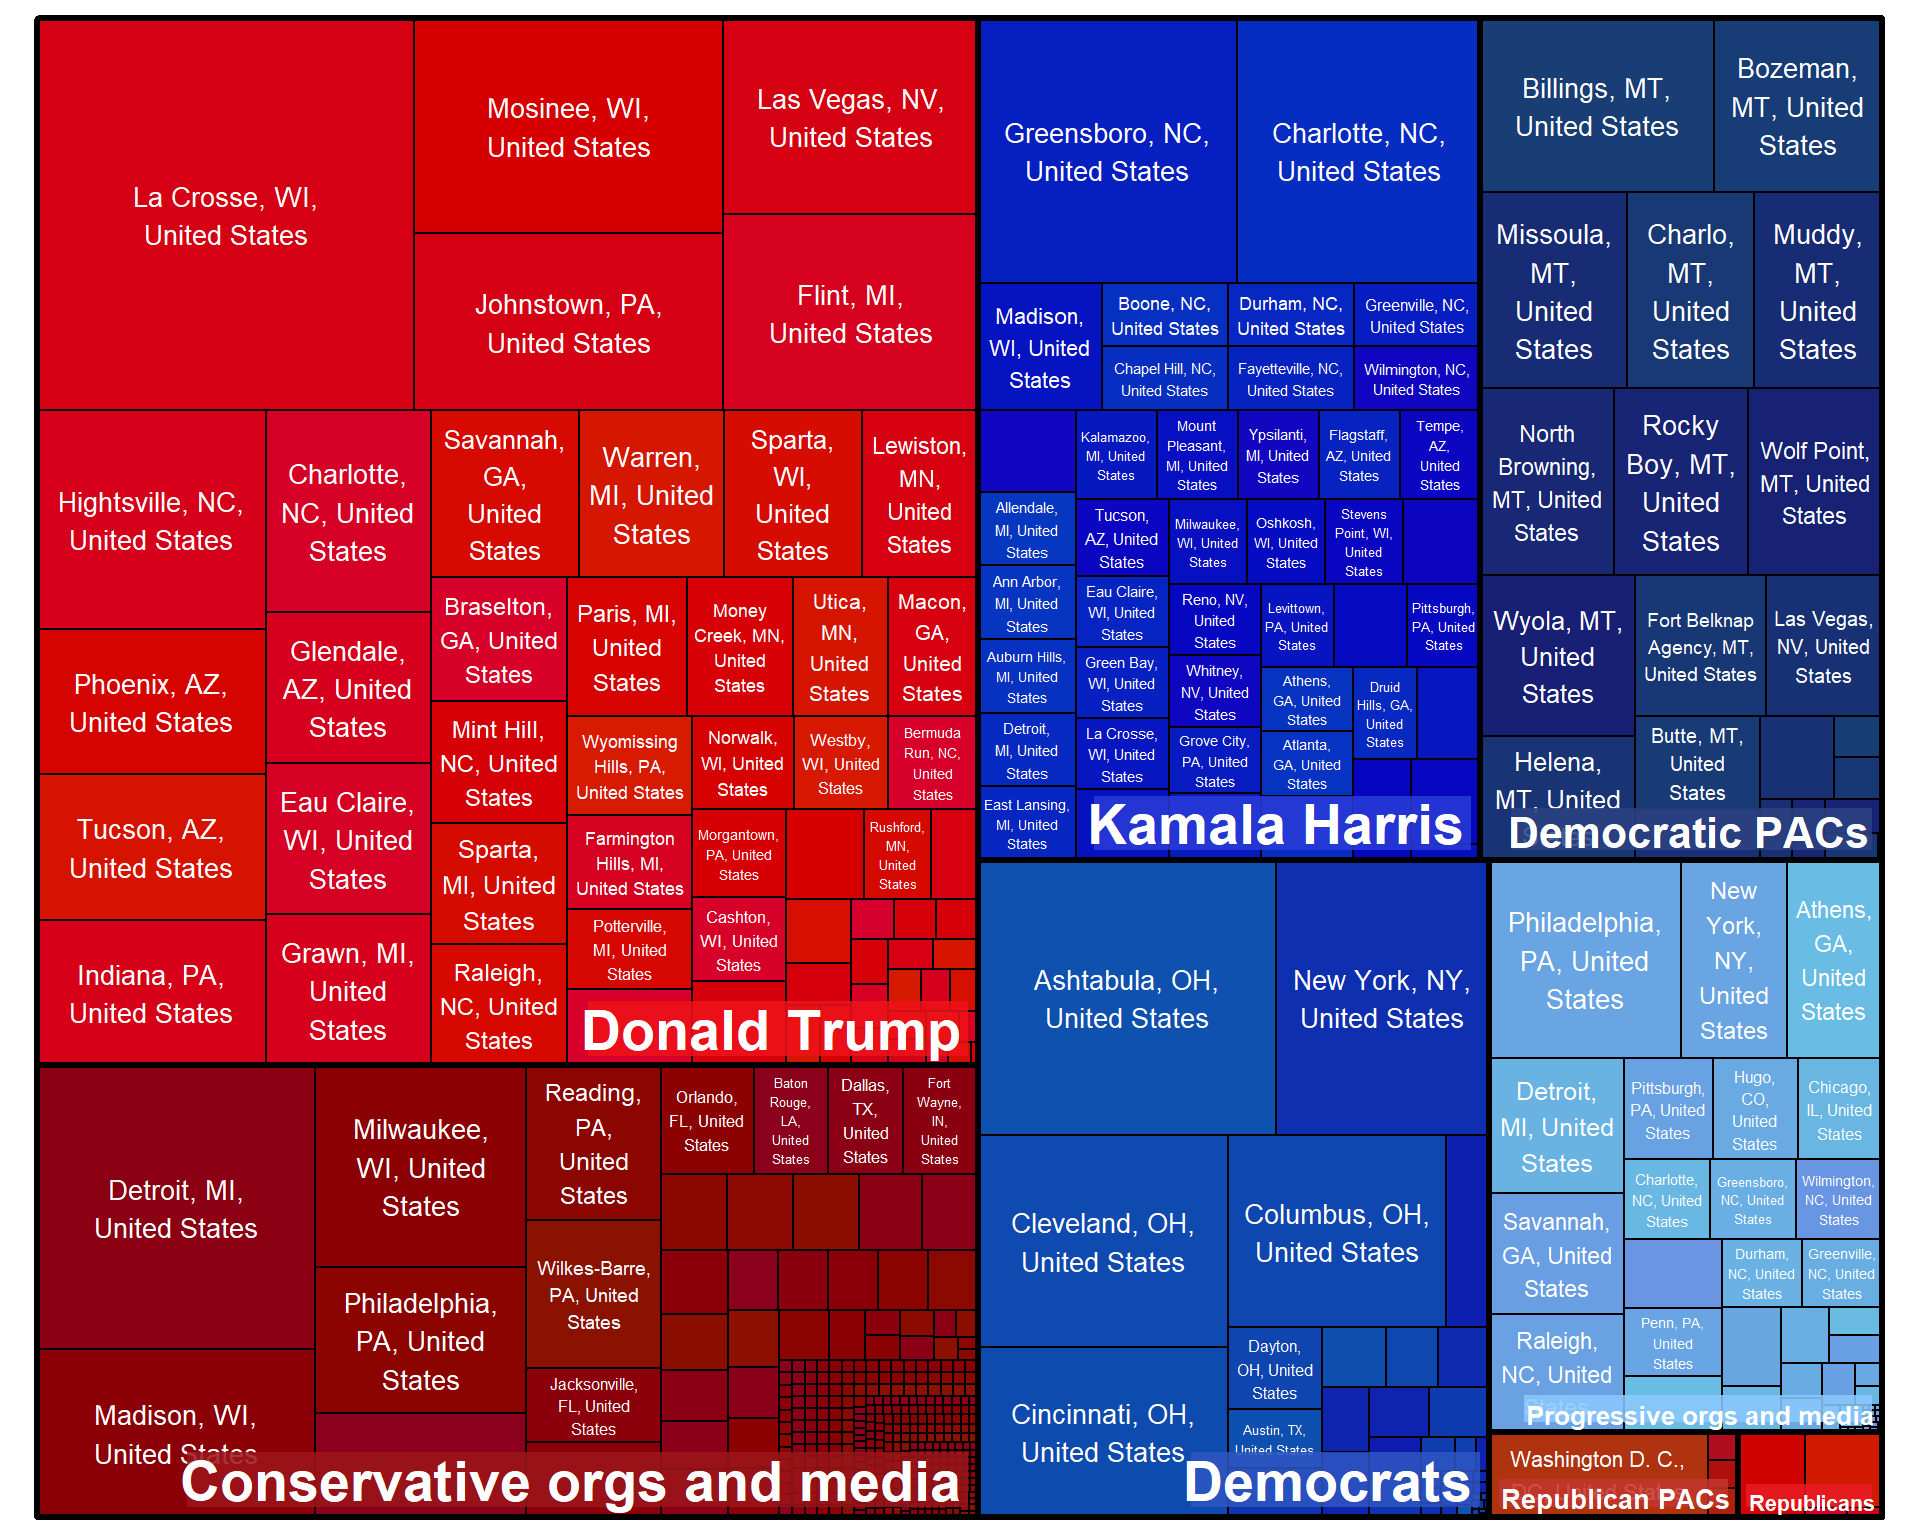 La Crosse, WI,
United States
Mosinee, WI,
United States
Las Vegas, NV,
United States
Johnstown, PA,
United States
Flint, MI,
United States
Hightsville, NC,
United States
Phoenix, AZ,
United States
Tucson, AZ,
United States
Indiana, PA,
United States
Charlotte,
NC, United
States
Glendale,
AZ, United
States
Eau Claire,
WI, United
States
Grawn, MI,
United
States
Savannah,
GA,
United
States
Warren,
MI, United
States
Sparta,
WI,
United
States
Lewiston,
MN,
United
States
Braselton,
GA, United
States
Mint Hill,
NC, United
States
Sparta,
MI, United
States
Raleigh,
NC, United
States
Paris, MI,
United
States
Money
Creek, MN,
United
States
Utica,
MN,
United
States
Macon,
GA,
United
States
Wyomissing
Hills, PA,
United States
Norwalk,
WI, United
States
Westby,
WI, United
States
Bermuda
Run, NC,
United
States
Farmington
Hills, MI,
United States
Morgantown,
PA, United
States
Rushford,
MN,
United
States
Potterville,
MI, United
States
Cashton,
WI, United
States
Donald Trump
Detroit, MI,
United States
Madison, WI,
United States
Milwaukee,
WI, United
States
Philadelphia,
PA, United
States
Reading,
PA,
United
States
Wilkes-Barre,
PA, United
States
Jacksonville,
FL, United
States
Orlando,
FL, United
States
Baton
Rouge,
LA,
United
States
Dallas,
TX,
United
States
Fort
Wayne,
IN,
United
States
Conservative orgs and media
Greensboro, NC,
United States
Charlotte, NC,
United States
Madison,
WI, United
States
Boone, NC,
United States
Durham, NC,
United States
Greenville, NC,
United States
Chapel Hill, NC,
United States
Fayetteville, NC,
United States
Wilmington, NC,
United States
Allendale,
MI, United
States
Ann Arbor,
MI, United
States
Auburn Hills,
MI, United
States
Detroit,
MI, United
States
East Lansing,
MI, United
States
Kalamazoo,
MI, United
States
Mount
Pleasant,
MI, United
States
Ypsilanti,
MI, United
States
Flagstaff,
AZ, United
States
Tempe,
AZ,
United
States
Tucson,
AZ, United
States
Milwaukee,
WI, United
States
Oshkosh,
WI, United
States
Stevens
Point, WI,
United
States
Eau Claire,
WI, United
States
Green Bay,
WI, United
States
La Crosse,
WI, United
States
Reno, NV,
United
States
Levittown,
PA, United
States
Pittsburgh,
PA, United
States
Whitney,
NV, United
States
Athens,
GA, United
States
Druid
Hills, GA,
United
States
Grove City,
PA, United
States
Atlanta,
GA, United
States
Kamala Harris
Billings, MT,
United States
Bozeman,
MT, United
States
Missoula,
MT,
United
States
Charlo,
MT,
United
States
Muddy,
MT,
United
States
North
Browning,
MT, United
States
Rocky
Boy, MT,
United
States
Wolf Point,
MT, United
States
Wyola, MT,
United
States
Fort Belknap
Agency, MT,
United States
Las Vegas,
NV, United
States
Helena,
MT, United
Butte, MT,
United
States
Democratic PACs
Ashtabula, OH,
United States
New York, NY,
United States
Cleveland, OH,
United States
Columbus, OH,
United States
Cincinnati, OH,
United States
Dayton,
OH, United
States
Austin, TX,
United States
Democrats
Philadelphia,
PA, United
States
New
York,
NY,
United
States
Athens,
GA,
United
States
Detroit,
MI, United
States
Pittsburgh,
PA, United
States
Hugo,
CO,
United
States
Chicago,
IL, United
States
Charlotte,
NC, United
States
Greensboro,
NC, United
States
Wilmington,
NC, United
States
Savannah,
GA, United
States
Durham,
NC, United
States
Greenville,
NC, United
States
Raleigh,
NC, United
States
Penn, PA,
United
States
Progressive orgs and media
Washington D. C.,
DC, United States
Republican PACs
Republicans